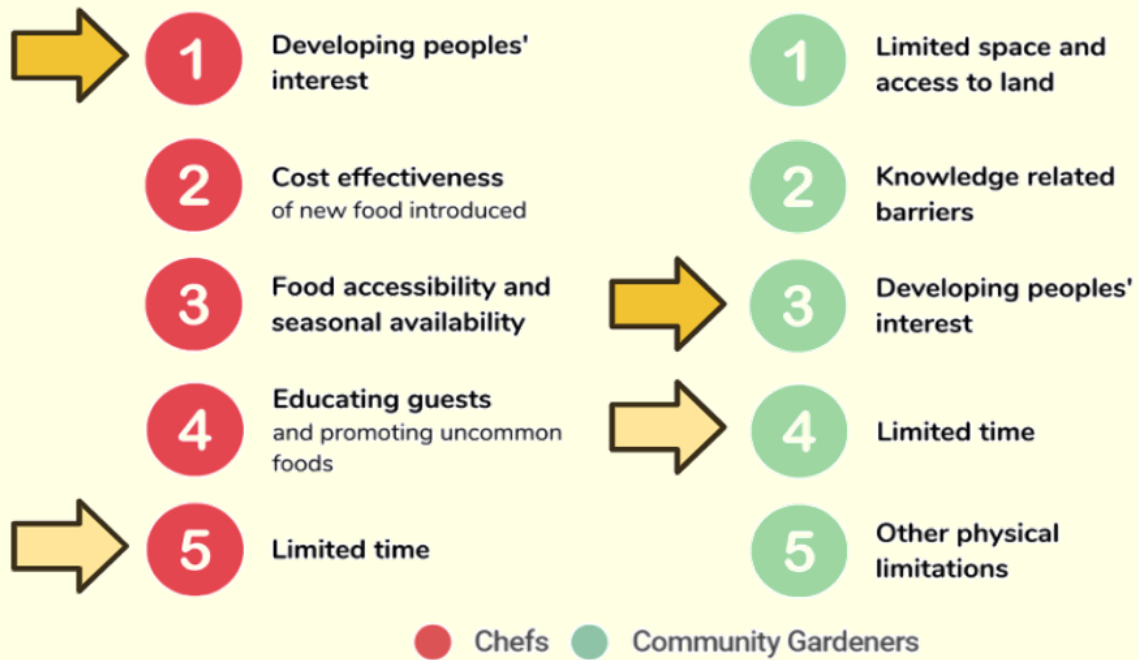 1
Developing peoples'
interest
2
Cost effectiveness
of new food introduced
3
Food accessibility and
seasonal availability
4
Educating guests
and promoting uncommon
foods
5
Limited time
1
Limited space and
access to land
2
Knowledge related
barriers
3
Developing peoples'
interest
4
Limited time
5
Other physical
limitations
Chefs
Community Gardeners